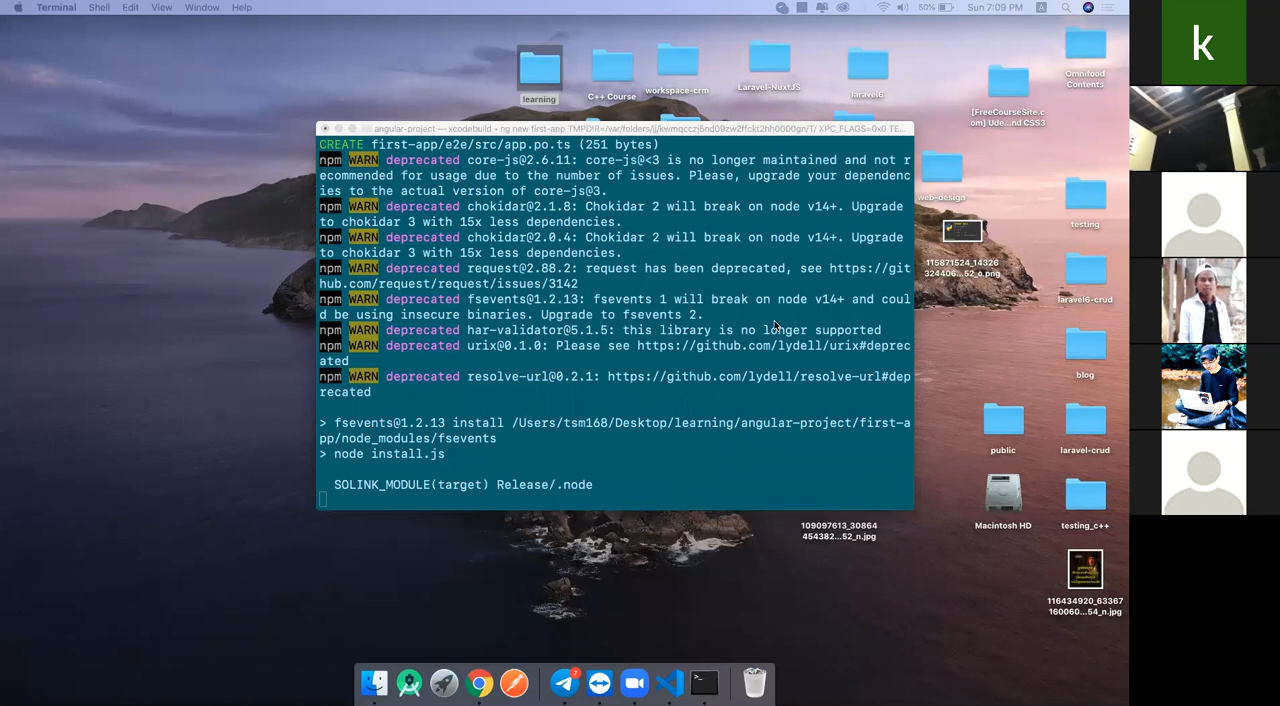 Terminal Shell Edit View Window Help
50% Sun 7:09 PM A
k
learning
C++ Course
workspace-crm
Laravel-NuxtJS
laravel6
[FreeCourseSite.c
om] Ude...nd CSS3
Omnifood
Contents
web-design
115871524_14326
324406...52_o.png
testing
laravel6-crud
blog
public
laravel-crud
Macintosh HD
testing_c++
109097613_30864
454382...52_n.jpg
116434920_63367
160060...54_n.jpg
angular-project — xcodebuild • ng new first-app TMPDIR=/var/folders/jj/kwmqcczj5nd09zw2ffckt2hh0000gn/T/ XPC_FLAGS=0x0 TE...
CREATE first-app/e2e/src/app.po.ts (251 bytes)
npm WARN deprecated core-js@2.6.11: core-js@<3 is no longer maintained and not r
ecommended for usage due to the number of issues. Please, upgrade your dependenc
ies to the actual version of core-js@3.
npm WARN deprecated chokidar@2.1.8: Chokidar 2 will break on node v14+. Upgrade
to chokidar 3 with 15x less dependencies.
npm WARN deprecated chokidar@2.0.4: Chokidar 2 will break on node v14+. Upgrade
to chokidar 3 with 15x less dependencies.
npm WARN deprecated request@2.88.2: request has been deprecated, see https://git
hub.com/request/request/issues/3142
npm WARN deprecated fsevents@1.2.13: fsevents 1 will break on node v14+ and coul
d be using insecure binaries. Upgrade to fsevents 2.
npm WARN deprecated har-validator@5.1.5: this library is no longer supported
npm WARN deprecated urix@0.1.0: Please see https://github.com/lydell/urix#deprec
ated
npm WARN deprecated resolve-url@0.2.1: https://github.com/lydell/resolve-url#dep
recated
> fsevents@1.2.13 install /Users/tsm168/Desktop/learning/angular-project/first-a
pp/node_modules/fsevents
> node install.js
SOLINK_MODULE(target) Release/.node
7